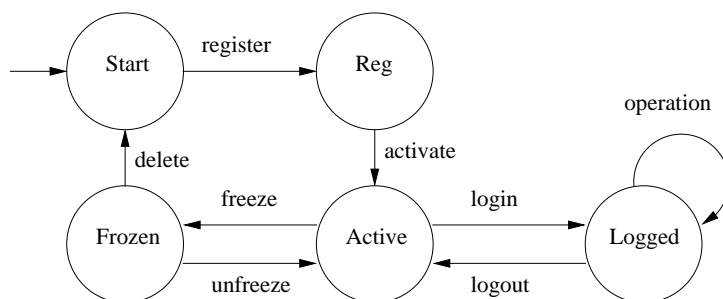 register
Start
Reg
operation
activate
delete
freeze
login
Frozen
Active
Logged
unfreeze
logout